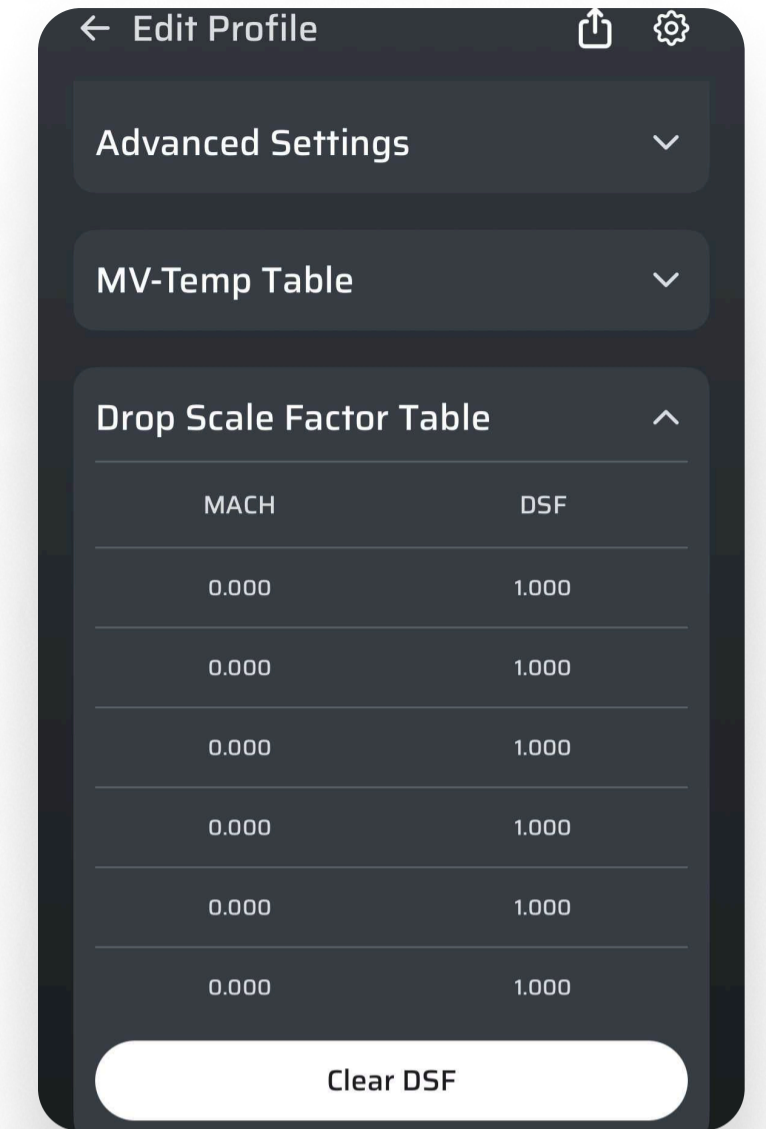 Edit Profile
Advanced Settings
MV-Temp Table
Drop Scale Factor Table
MACH DSF
0.000 1.000
0.000 1.000
0.000 1.000
0.000 1.000
0.000 1.000
0.000 1.000
Clear DSF